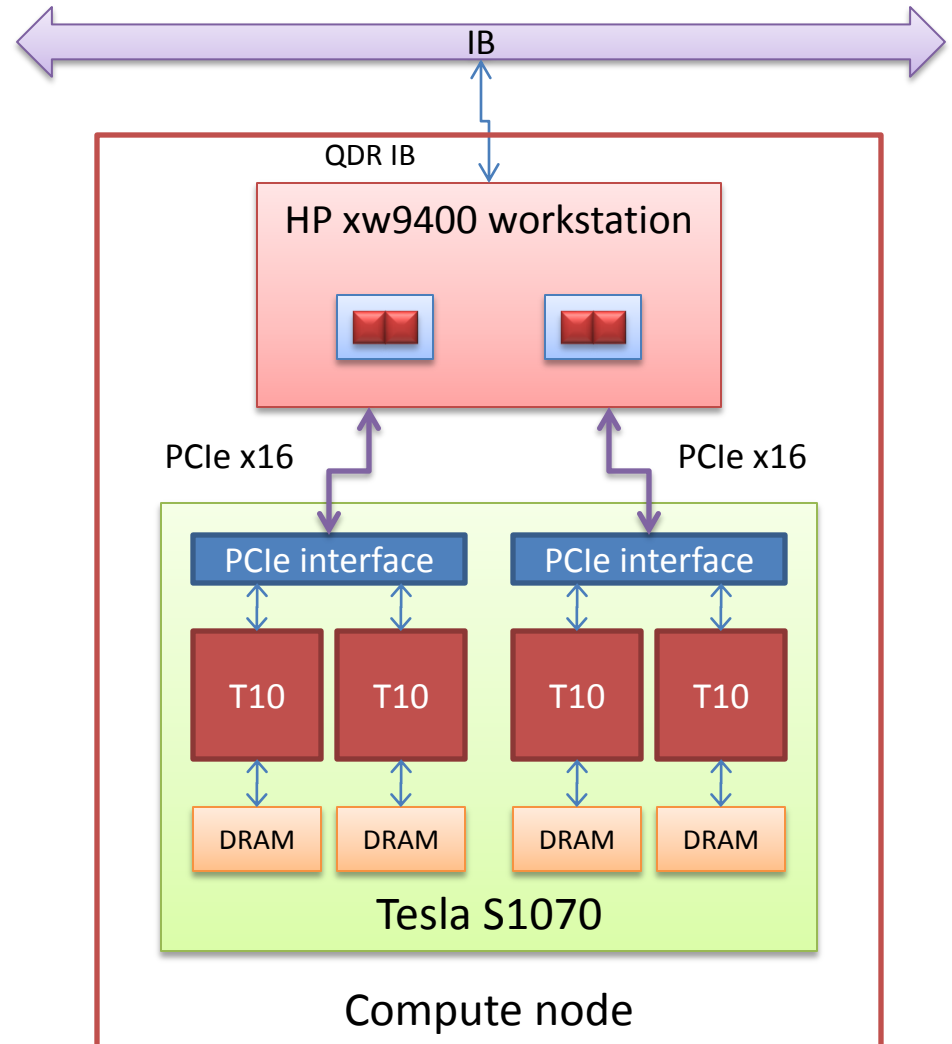 IB
QDR IB
HP xw9400 workstation
PCIe x16
PCIe x16
PCIe interface
PCIe interface
T10
T10
T10
T10
DRAM
DRAM
DRAM
DRAM
Tesla S1070
Compute node